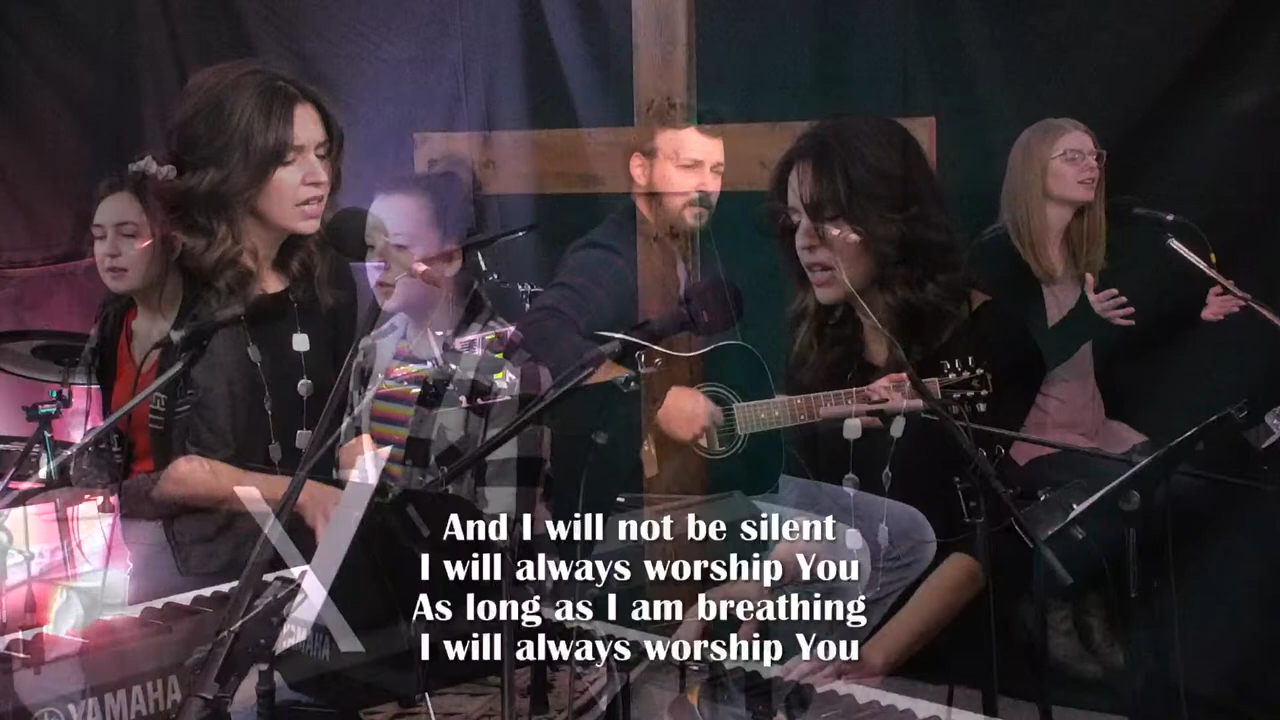 And I will not be silent
I will always worship You
As long as I am breathing
I will always worship You
YAMAHA
YAMAHA